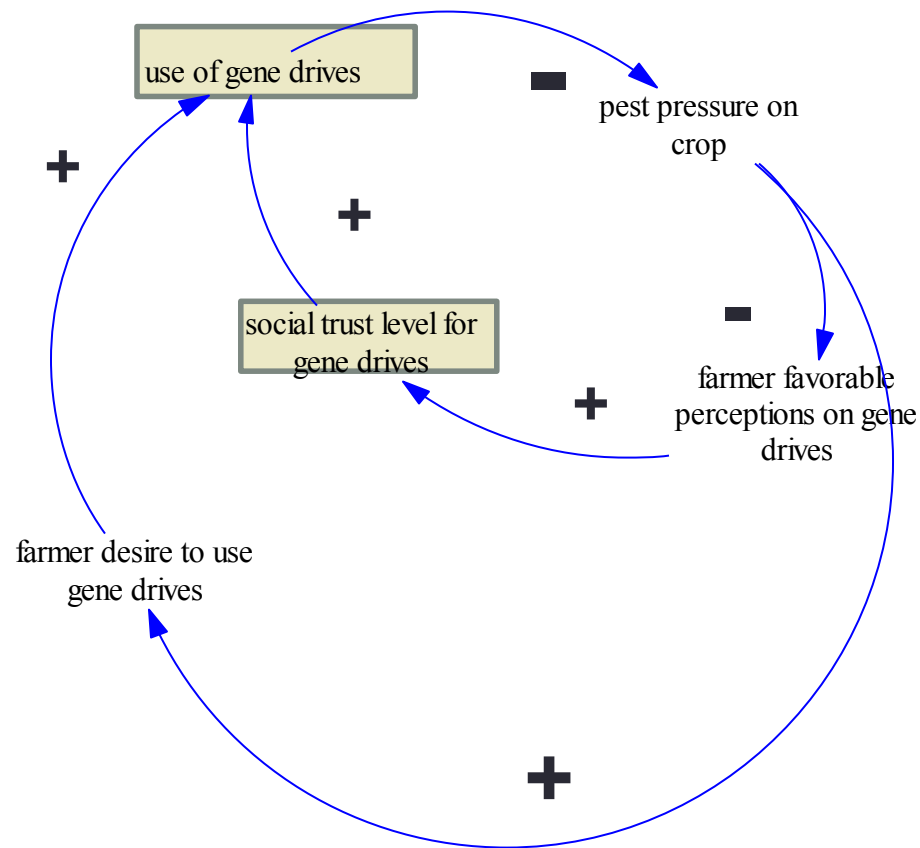 use of gene drives
-
pest pressure on
crop
+
+
-
social trust level for
gene drives
farmer favorable
perceptions on gene
drives
+
farmer desire to use
gene drives
+